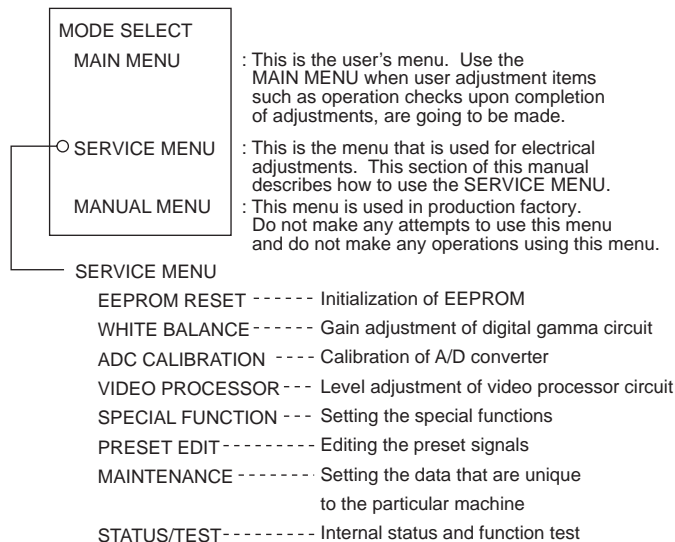 MODE SELECT
MAIN MENU : This is the user's menu. Use the
MAIN MENU when user adjustment items
such as operation checks upon completion
of adjustments, are going to be made.
SERVICE MENU : This is the menu that is used for electrical
adjustments. This section of this manual
describes how to use the SERVICE MENU.
MANUAL MENU : This menu is used in production factory.
Do not make any attempts to use this menu
and do not make any operations using this menu.
SERVICE MENU
EEPROM RESET ------ Initialization of EEPROM
WHITE BALANCE ------ Gain adjustment of digital gamma circuit
ADC CALIBRATION ---- Calibration of A/D converter
VIDEO PROCESSOR --- Level adjustment of video processor circuit
SPECIAL FUNCTION --- Setting the special functions
PRESET EDIT --------- Editing the preset signals
MAINTENANCE -------- Setting the data that are unique
to the particular machine
STATUS/TEST --------- Internal status and function test